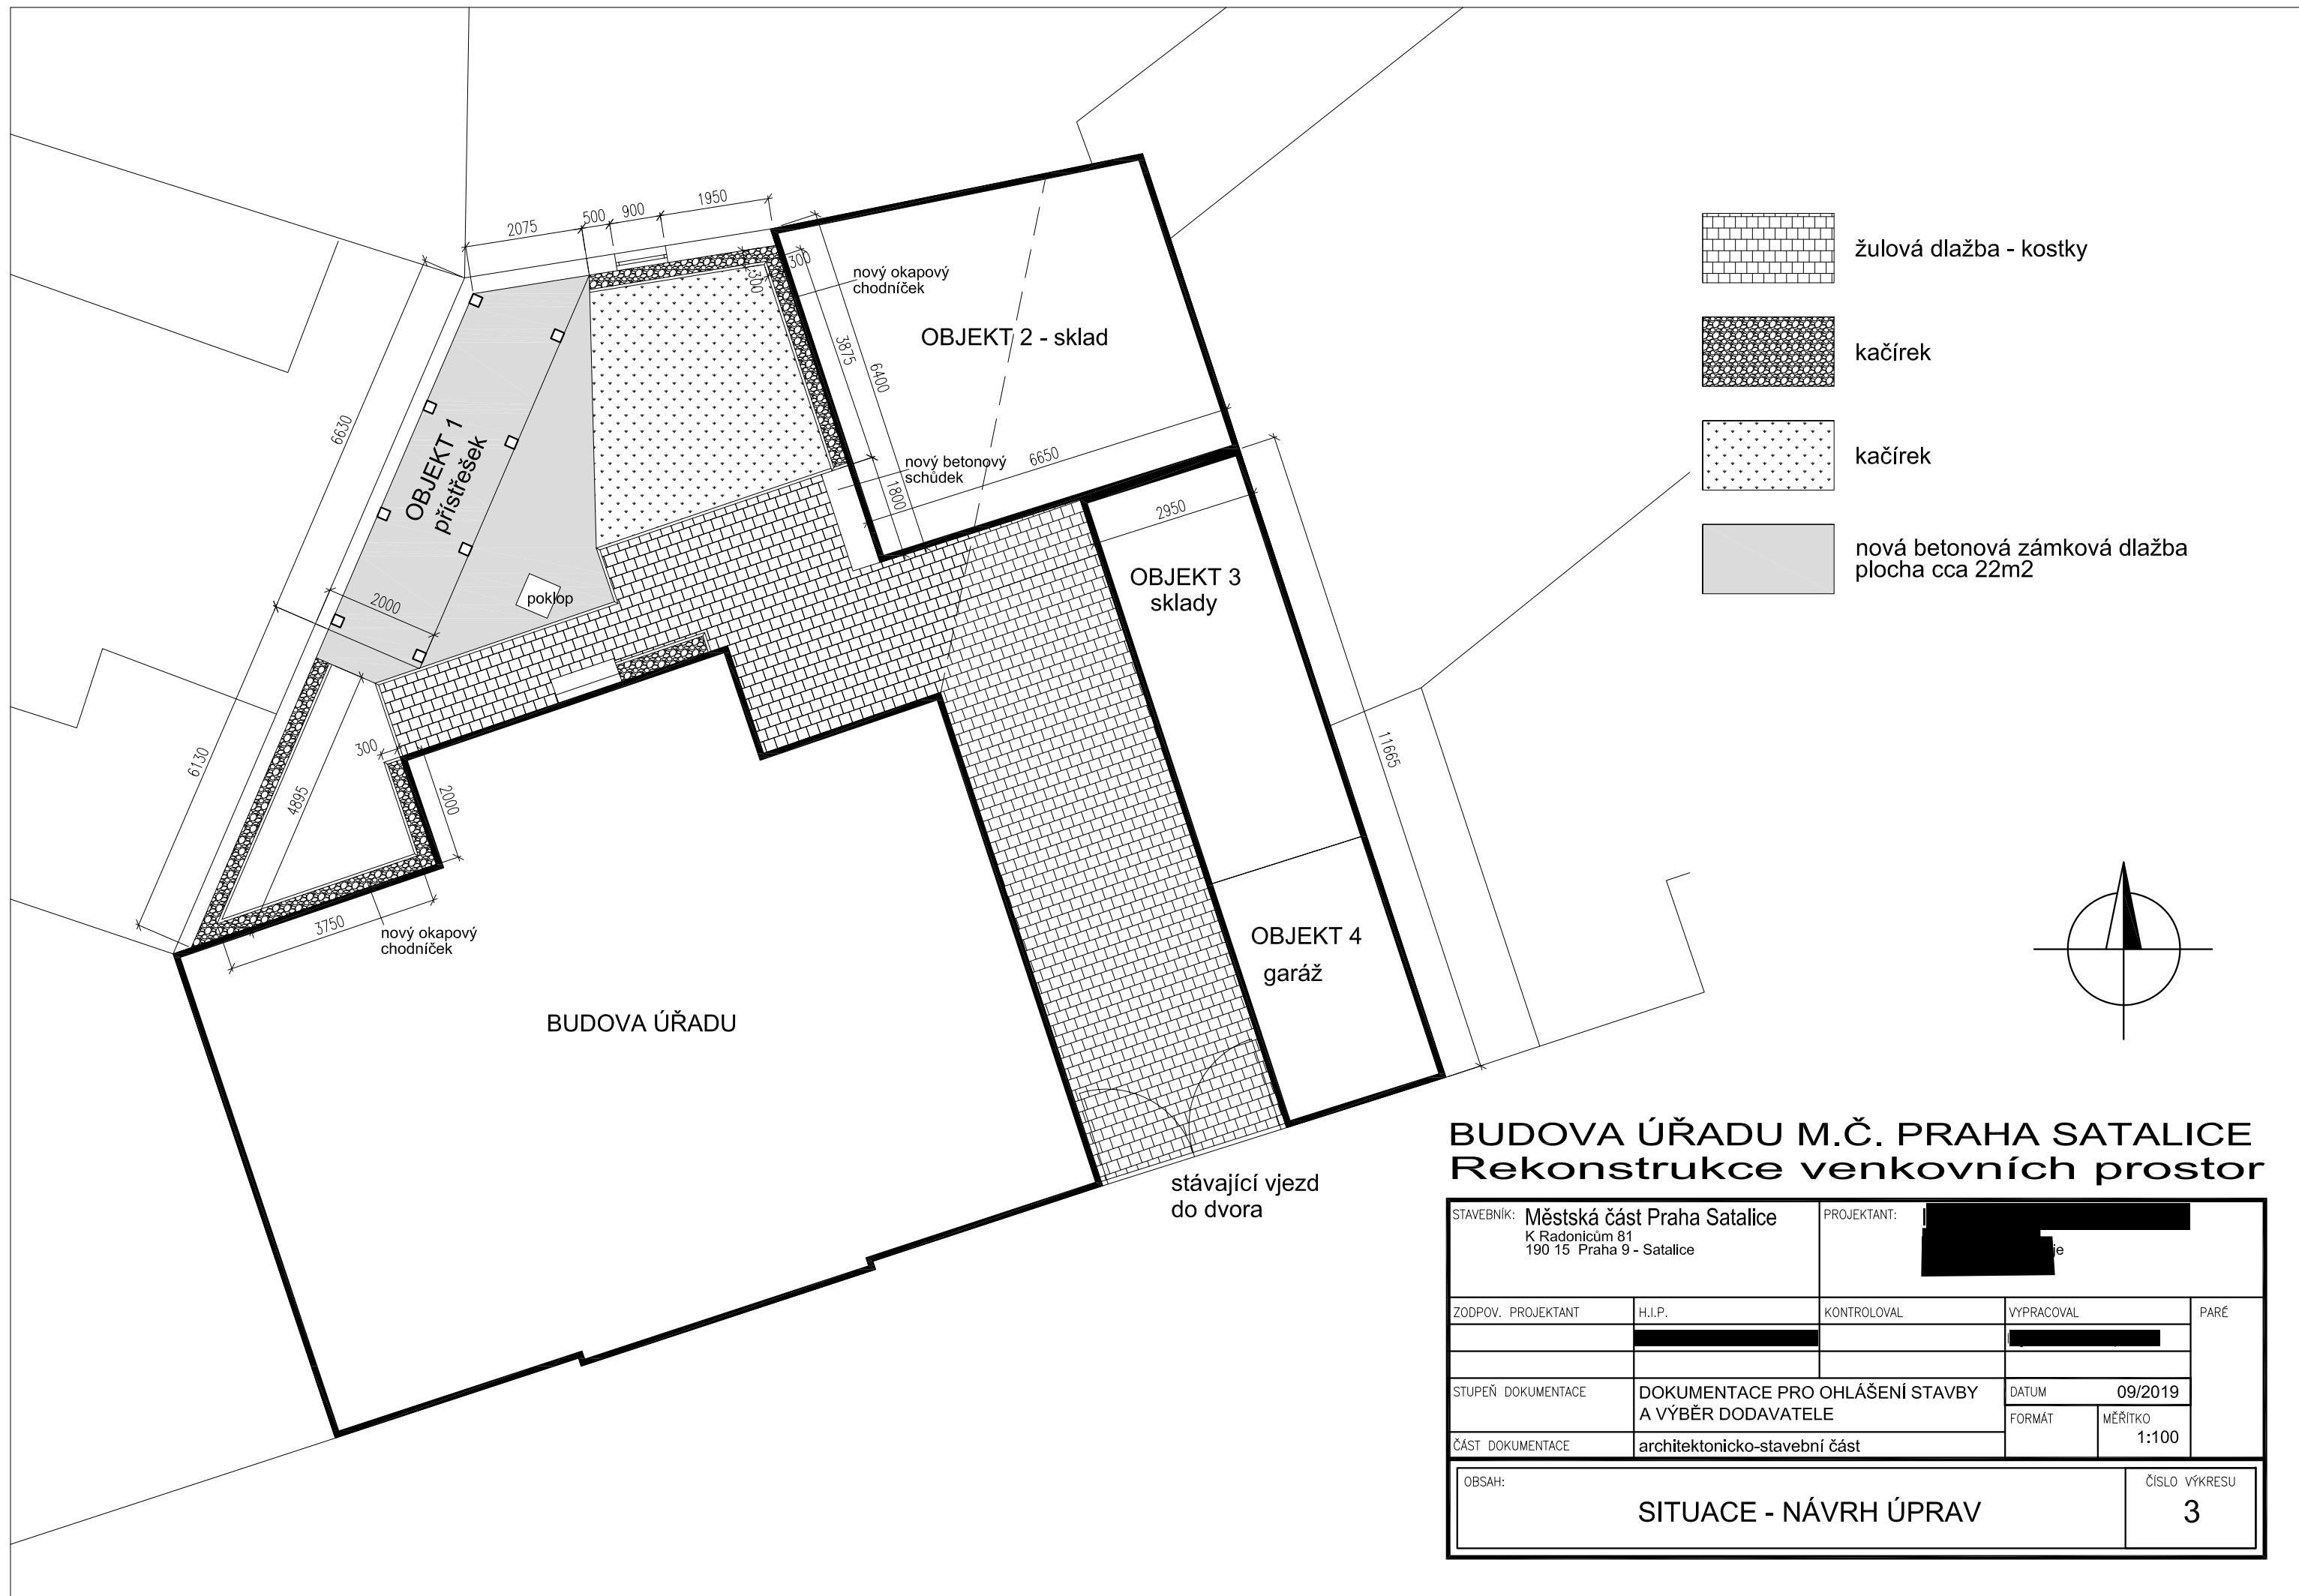 2075
500
900
1950
300
300
nový okapový
chodníček
OBJEKT 2 - sklad
3875
6400
6630
OBJEKT 1
přístřešek
nový betonový
schůdek
6650
1800
2950
2000
poklop
OBJEKT 3
sklady
6130
300
4895
2000
11665
3750
nový okapový
chodníček
OBJEKT 4
garáž
BUDOVA ÚŘADU
stávající vjezd
do dvora
žulová dlažba - kostky
kačírek
kačírek
nová betonová zámková dlažba
plocha cca 22m2
BUDOVA ÚŘADU M.Č. PRAHA SATALICE
Rekonstrukce venkovních prostor
STAVEBNÍK: Městská část Praha Satalice
K Radonicům 81
190 15 Praha 9 - Satalice
PROJEKTANT:
je
ZODPOV. PROJEKTANT
H.I.P.
KONTROLOVAL
VYPRACOVAL
PARÉ
STUPEŇ DOKUMENTACE
DOKUMENTACE PRO OHLÁŠENÍ STAVBY
A VÝBĚR DODAVATELE
DATUM 09/2019
FORMÁT
MĚŘÍTKO
1:100
ČÁST DOKUMENTACE
architektonicko-stavební část
OBSAH:
SITUACE - NÁVRH ÚPRAV
ČÍSLO VÝKRESU
3